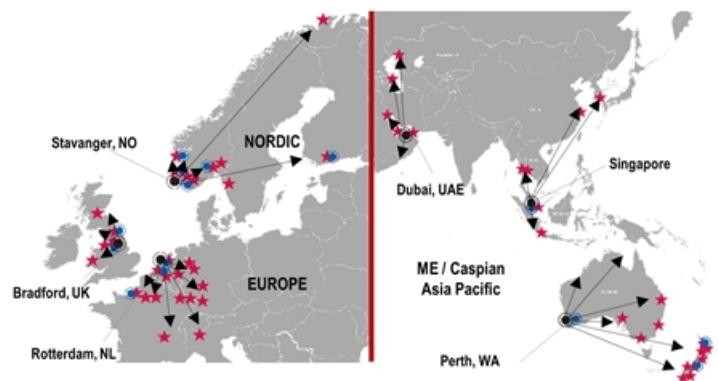 Stavanger, NO
NORDIC
Bradford, UK
EUROPE
Rotterdam, NL
Dubai, UAE
Singapore
ME / Caspian
Asia Pacific
Perth, WA